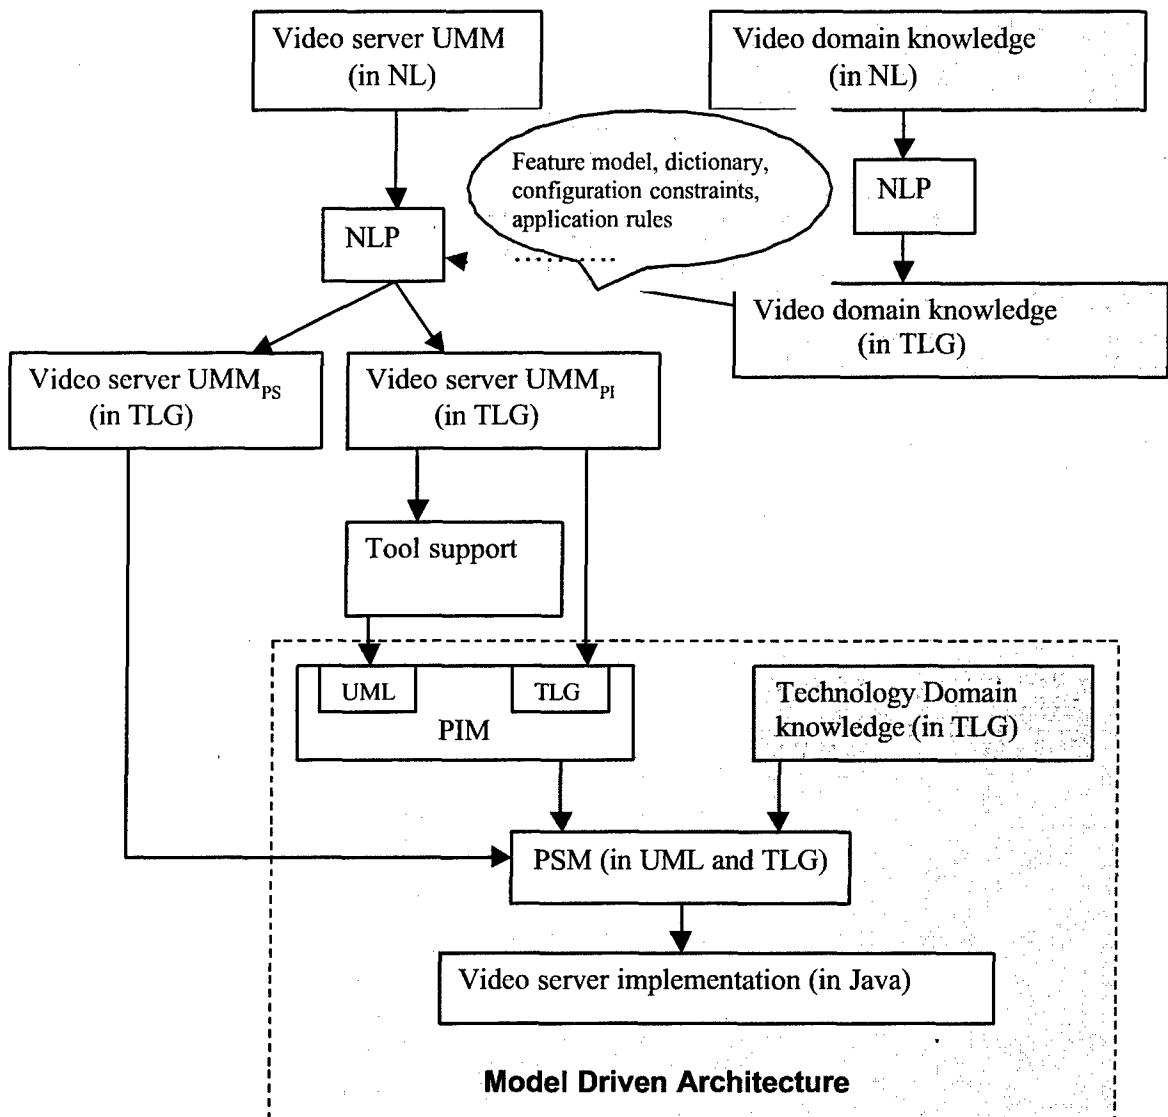 Video server UMM
(in NL)
Video domain knowledge
(in NL)
Feature model, dictionary,
configuration constraints,
application rules
NLP
NLP
Video domain knowledge
(in TLG)
Video server UMMPS
(in TLG)
Video server UMMPI
(in TLG)
Tool support
UML
TLG
PIM
Technology Domain
knowledge (in TLG)
PSM (in UML and TLG)
Video server implementation (in Java)
Model Driven Architecture